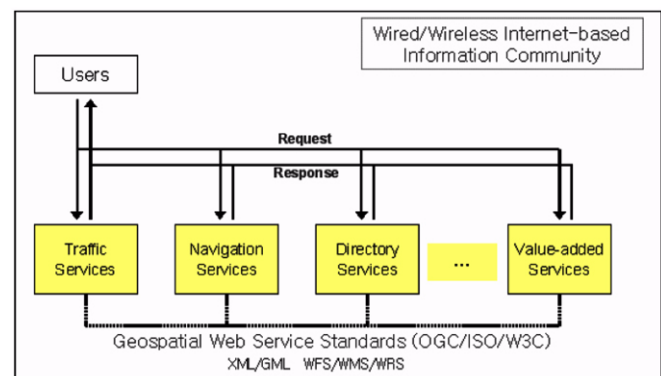 Wired/Wireless Internet-based
Information Community
Users
Request
Response
Traffic
Services
Navigation
Services
Directory
Services
...
Value-added
Services
Geospatial Web Service Standards (OGC/ISO/W3C)
XML/GML WFS/WMS/WRS